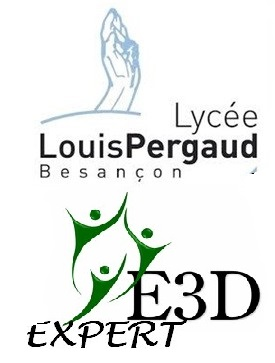 Lycée
LouisPergaud
Besançon
E3D
EXPERT